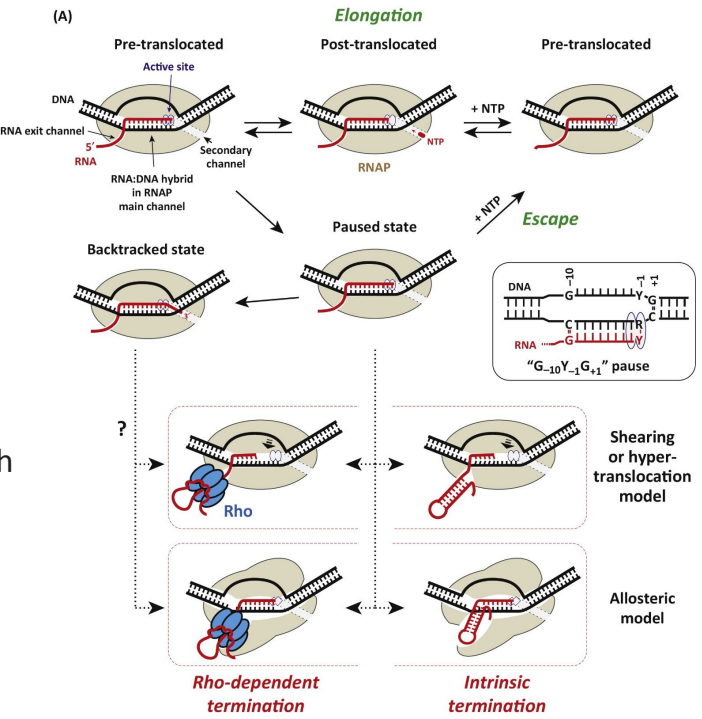 (A)
Elongation
Pre-translocated
Post-translocated
Pre-translocated
Active site
DNA
+ NTP
RNA exit channel
5′
RNA
Secondary
channel
NTP
RNAP
RNA:DNA hybrid
in RNAP
main channel
+ NTP
Escape
Paused state
Backtracked state
3′
−10
−1
+1
DNA
G
Y
G
C
R
C
RNA
G
Y
“G−10Y−1G+1” pause
?
h
Shearing
or hyper-
translocation
model
Rho
Allosteric
model
Rho-dependent
termination
Intrinsic
termination